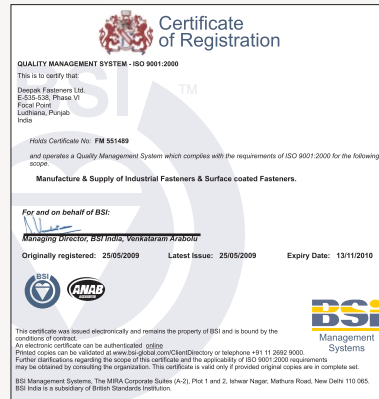 Certificate
of Registration
QUALITY MANAGEMENT SYSTEM - ISO 9001:2000
This is to certify that:
Deepak Fasteners Ltd.
E-535-538, Phase VI
Focal Point
Ludhiana, Punjab
India
Holds Certificate No: FM 551489
and operates a Quality Management System which complies with the requirements of ISO 9001:2000 for the following
scope.
Manufacture & Supply of Industrial Fasteners & Surface coated Fasteners.
For and on behalf of BSI:
Managing Director, BSI India, Venkataram Arabolu
Originally registered: 25/05/2009 Latest Issue: 25/05/2009 Expiry Date: 13/11/2010
BSI
ANAB
ACCREDITED
BSi
Management
Systems
This certificate was issued electronically and remains the property of BSI and is bound by the
conditions of contract.
An electronic certificate can be authenticated online
Printed copies can be validated at www.bsi-global.com/ClientDirectory or telephone +91 11 2692 9000.
Further clarifications regarding the scope of this certificate and the applicability of ISO 9001:2000 requirements
may be obtained by consulting the organization. This certificate is valid only if provided original copies are in complete set.
BSI Management Systems, The MIRA Corporate Suites (A-2), Plot 1 and 2, Ishwar Nagar, Mathura Road, New Delhi 110 065.
BSI India is a subsidiary of British Standards Institution.
BSI
TM